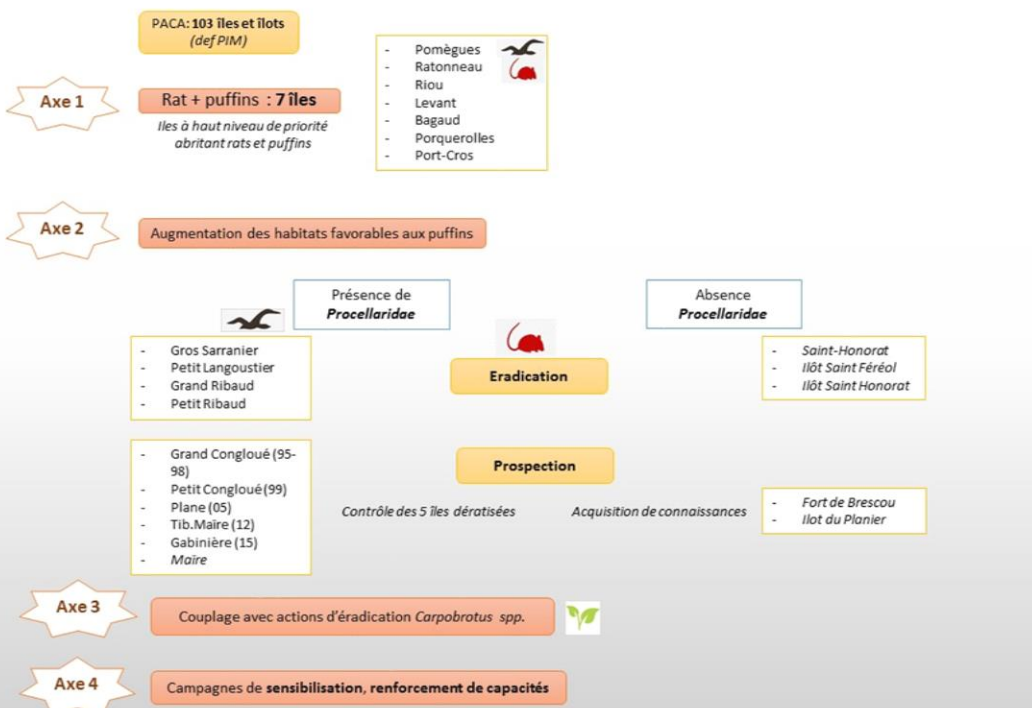 PACA: 103 îles et îlots
(def PIM)
Axe 1
Rat + puffins : 7 îles
Iles à haut niveau de priorité
abritant rats et puffins
- Pomègues
- Ratonneau
- Riou
- Levant
- Bagaud
- Porquerolles
- Port-Cros
Axe 2
Augmentation des habitats favorables aux puffins
Présence de
Procellaridae
Absence
Procellaridae
- Gros Sarranier
- Petit Langoustier
- Grand Ribaud
- Petit Ribaud
Eradication
- Saint-Honorat
- Ilôt Saint Féréol
- Ilôt Saint Honorat
- Grand Congloué (95-
98)
- Petit Congloué (99)
- Plane (05)
- Tib.Maïre (12)
- Gabinière (15)
- Maïre
Prospection
Contrôle des 5 îles dératisées
Acquisition de connaissances
- Fort de Brescou
- Ilot du Planier
Axe 3
Couplage avec actions d'éradication Carpobrotus spp.
Axe 4
Campagnes de sensibilisation, renforcement de capacités